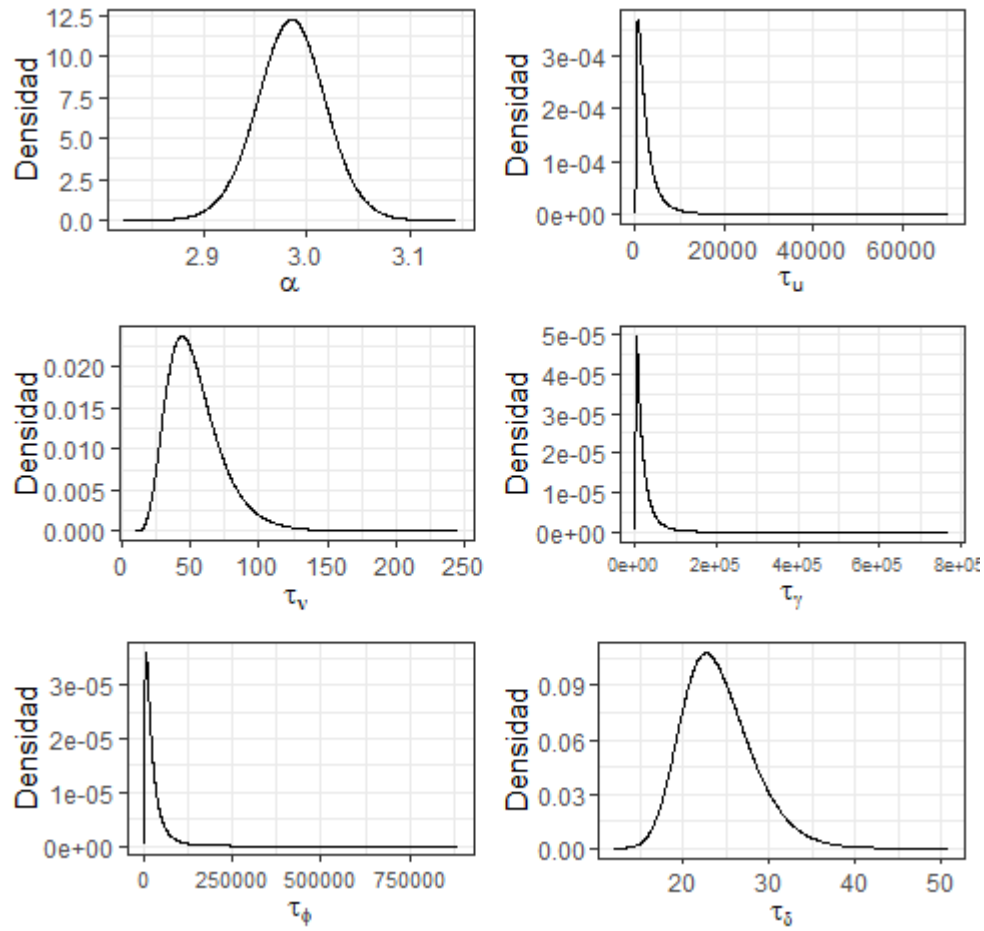 Densidad
12.5
10.0
7.5
5.0
2.5
0.0
2.9 3.0 3.1
α
Densidad
3e-04
2e-04
1e-04
0e+00
0 20000 40000 60000
τu
Densidad
0.020
0.015
0.010
0.005
0.000
0 50 100 150 200 250
τν
Densidad
5e-05
4e-05
3e-05
2e-05
1e-05
0e+00
0e+00 2e+05 4e+05 6e+05 8e+05
τγ
Densidad
3e-05
2e-05
1e-05
0e+00
0 250000 500000 750000
τϕ
Densidad
0.09
0.06
0.03
0.00
20 30 40 50
τδ